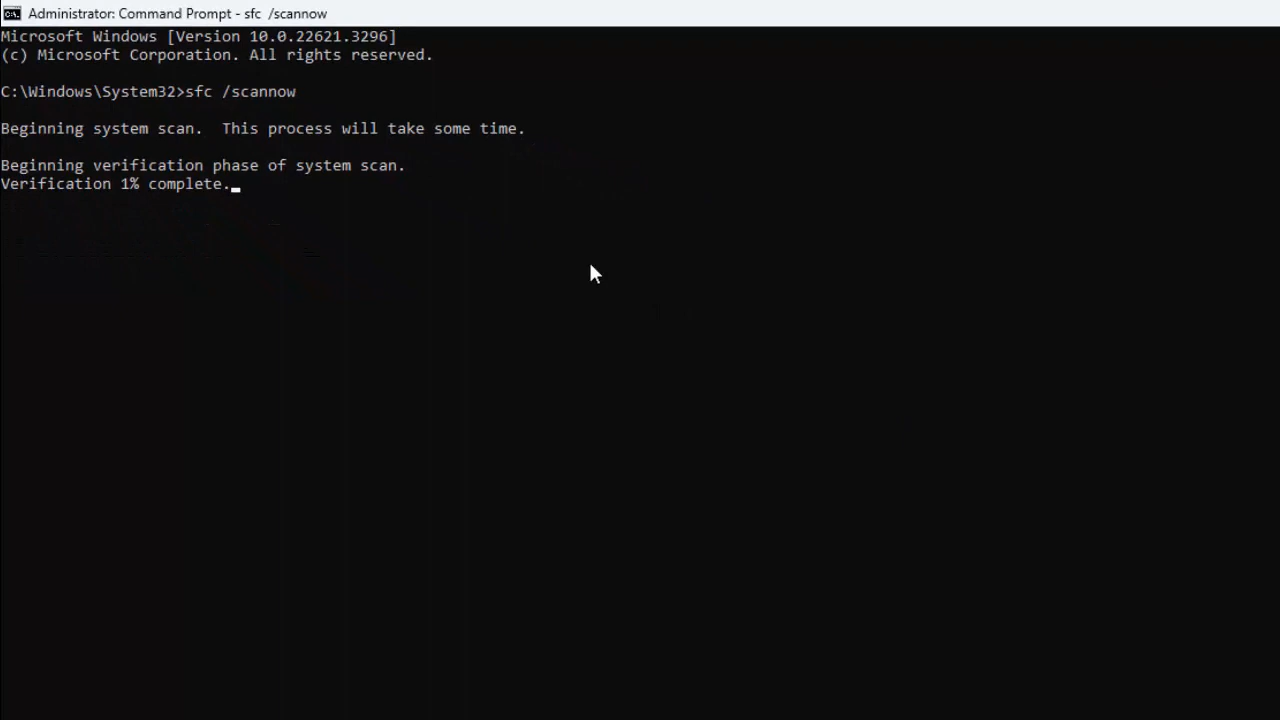 Administrator: Command Prompt - sfc  /scannow
Microsoft Windows [Version 10.0.22621.3296]
(c) Microsoft Corporation. All rights reserved.
C:\Windows\System32>sfc /scannow
Beginning system scan.  This process will take some time.
Beginning verification phase of system scan.
Verification 1% complete.